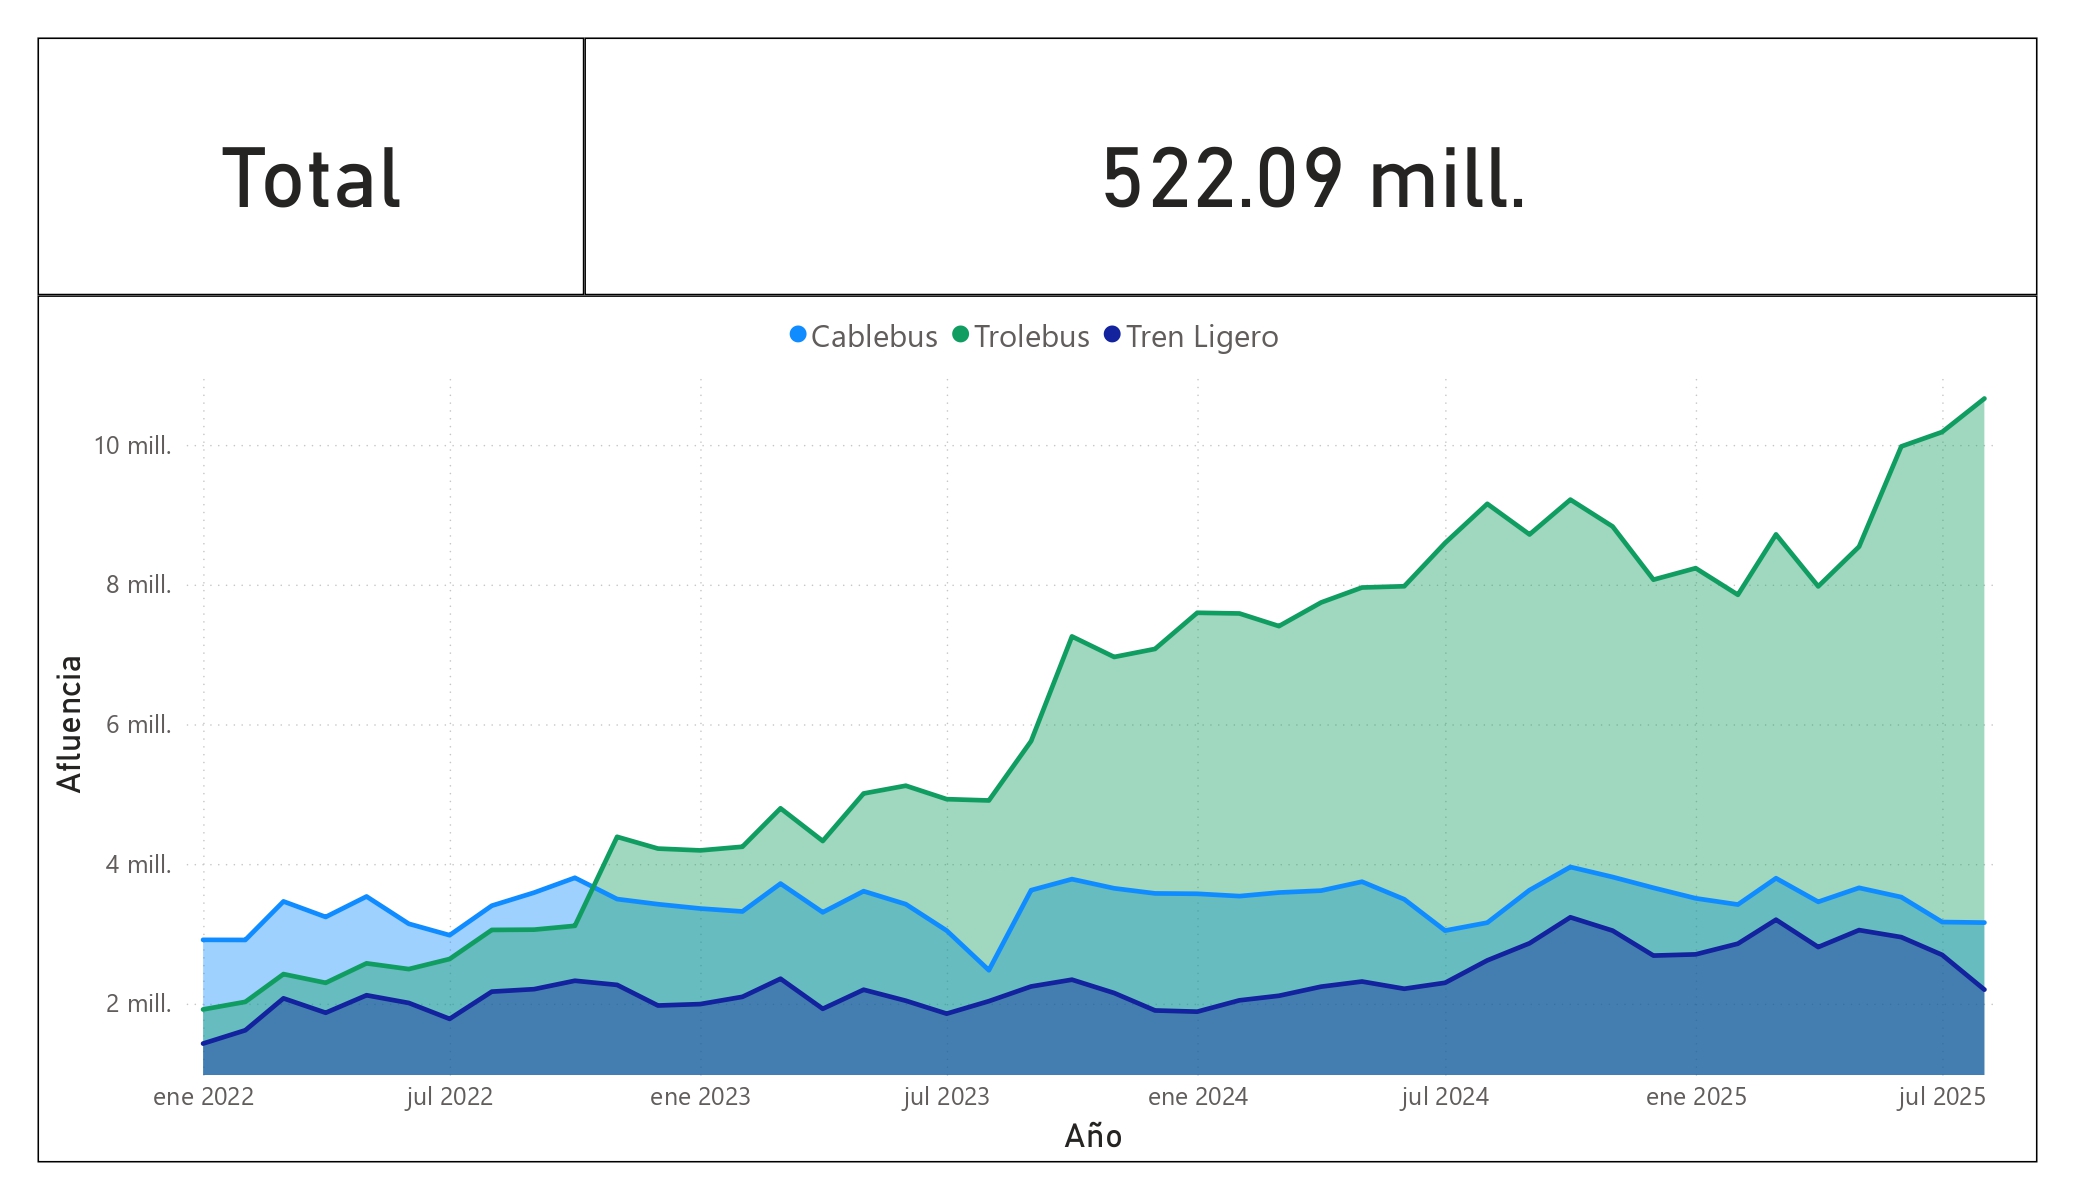 Total
522.09 mill.
Cablebus Trolebus Tren Ligero
10 mill.
8 mill.
6 mill.
4 mill.
2 mill.
Afluencia
ene 2022 jul 2022 ene 2023 jul 2023 ene 2024 jul 2024 ene 2025 jul 2025
Año